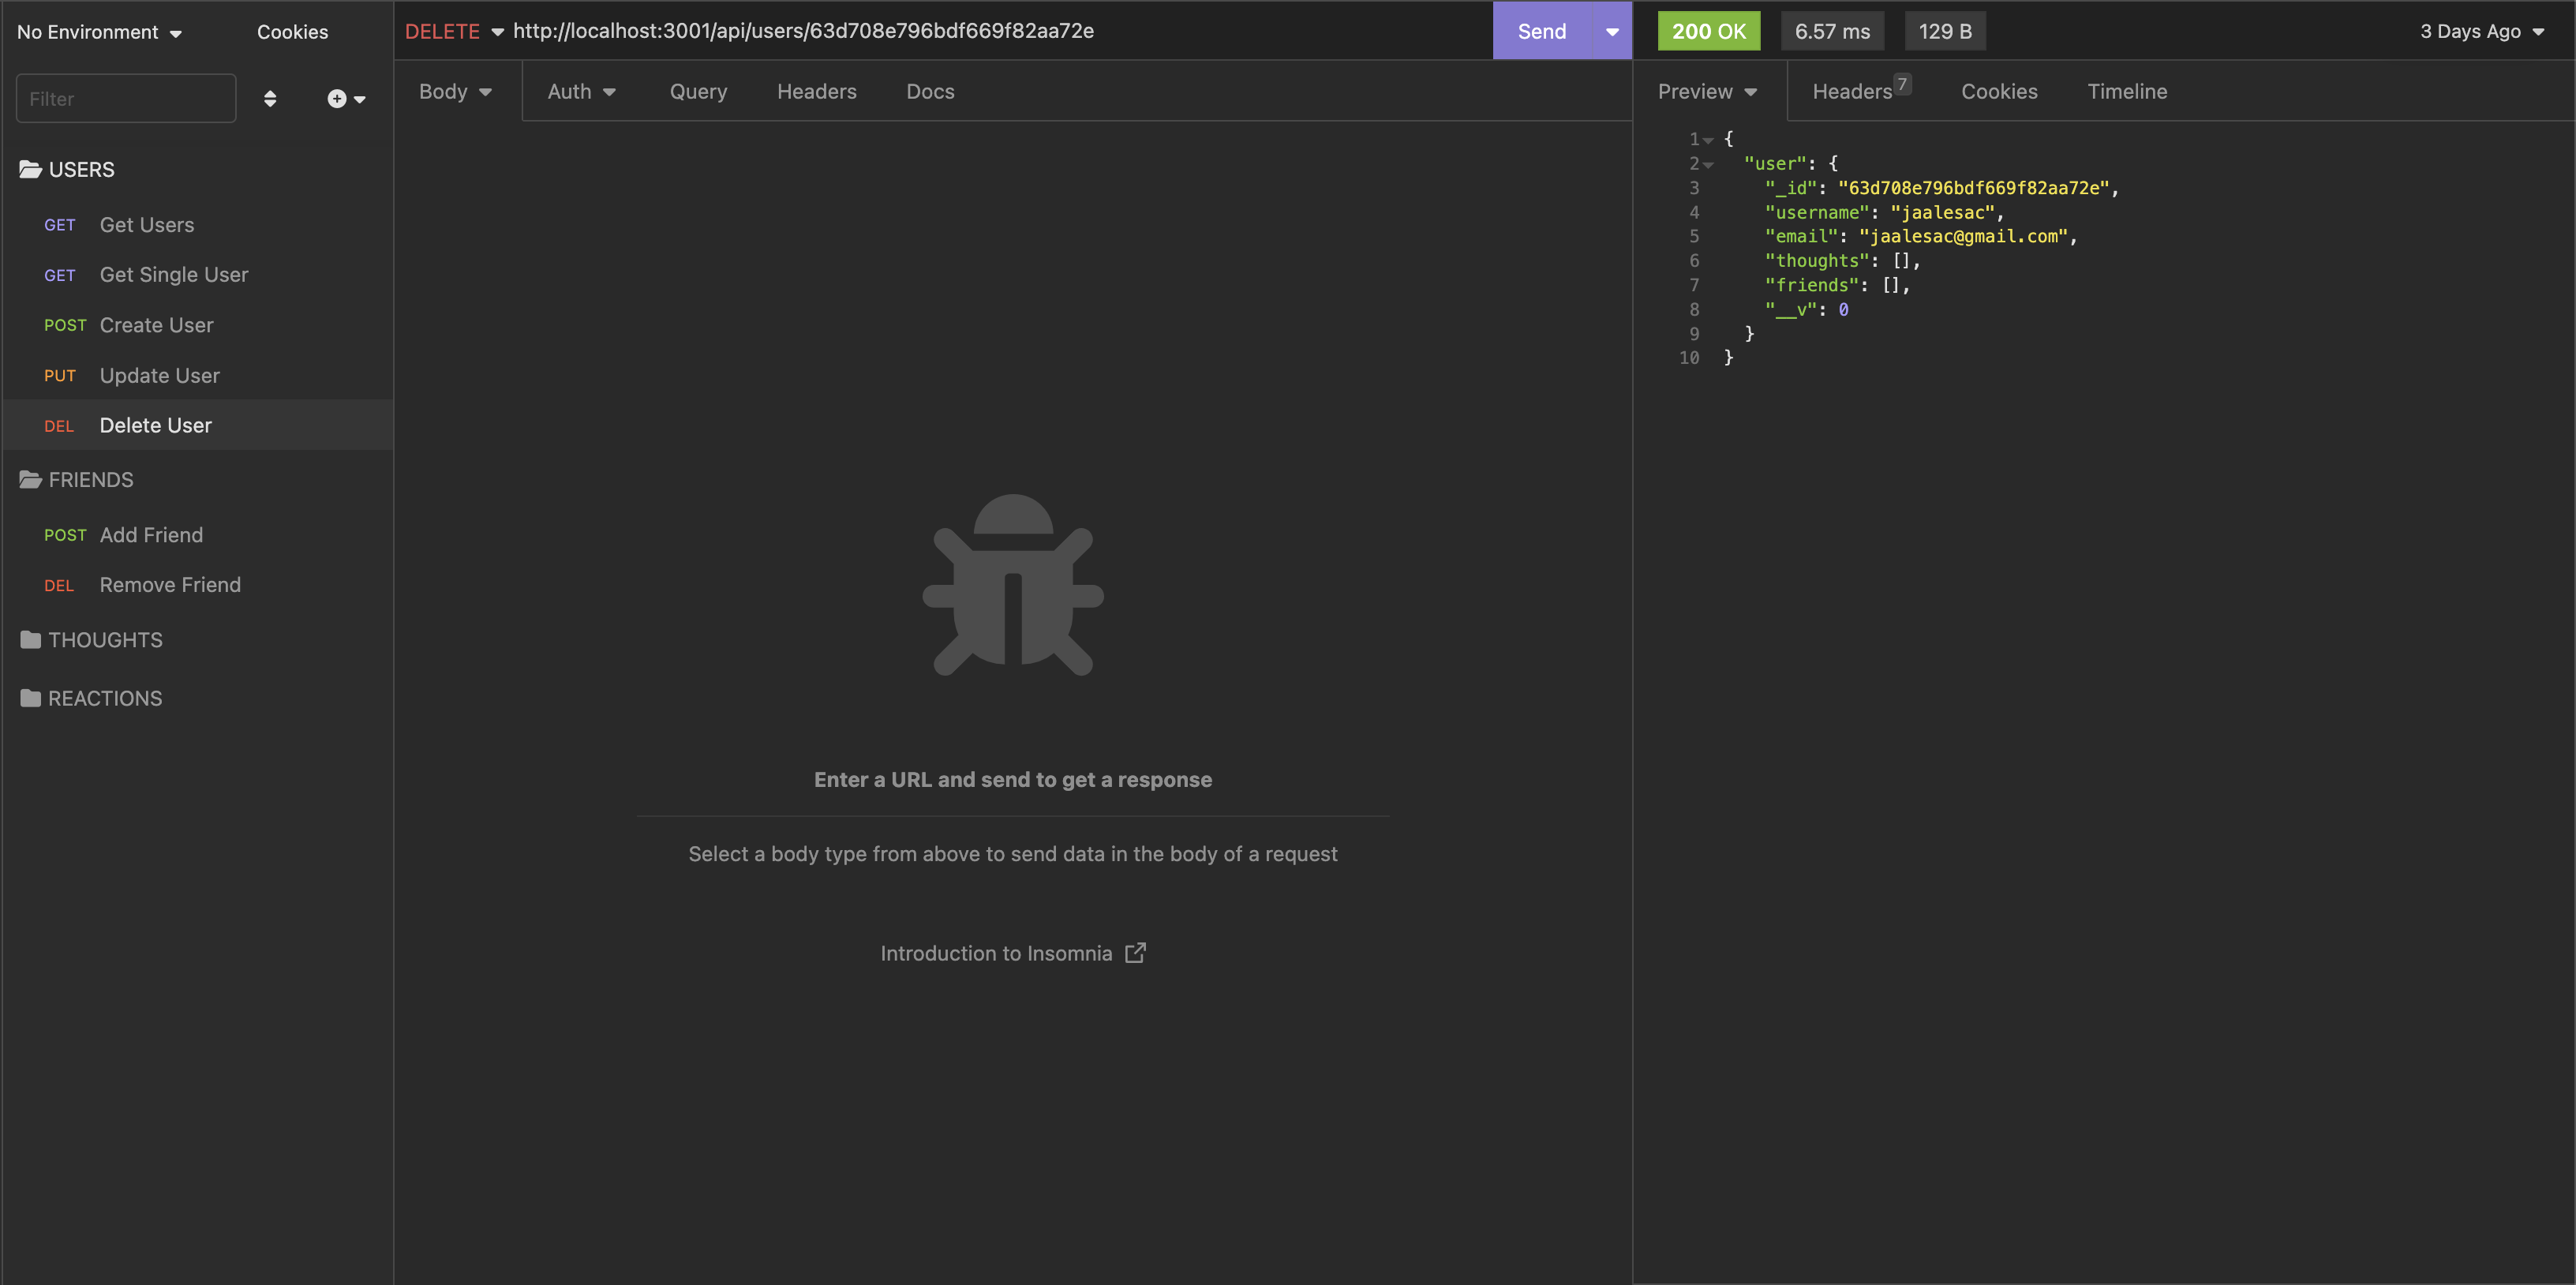 No Environment
Cookies
Filter
USERS
GET Get Users
GET Get Single User
POST Create User
PUT Update User
DEL Delete User
FRIENDS
POST Add Friend
DEL Remove Friend
THOUGHTS
REACTIONS
DELETE http://localhost:3001/api/users/63d708e796bdf669f82aa72e Send
Body Auth Query Headers Docs
Enter a URL and send to get a response
Select a body type from above to send data in the body of a request
Introduction to Insomnia
200 OK 6.57 ms 129 B 3 Days Ago
Preview Headers 7 Cookies Timeline
1 {
2 "user": {
3 "_id": "63d708e796bdf669f82aa72e",
4 "username": "jaalesac",
5 "email": "jaalesac@gmail.com",
6 "thoughts": [],
7 "friends": [],
8 "__v": 0
9 }
10 }